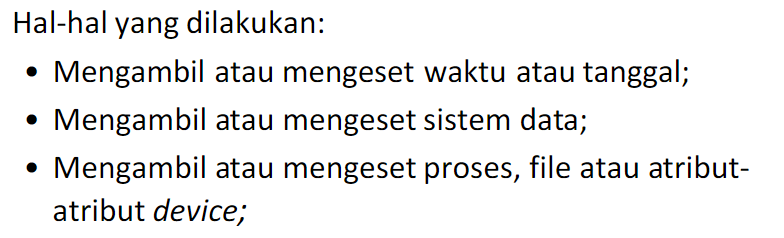 Hal-hal yang dilakukan:
• Mengambil atau mengeset waktu atau tanggal;
• Mengambil atau mengeset sistem data;
• Mengambil atau mengeset proses, file atau atribut-
atribut device;